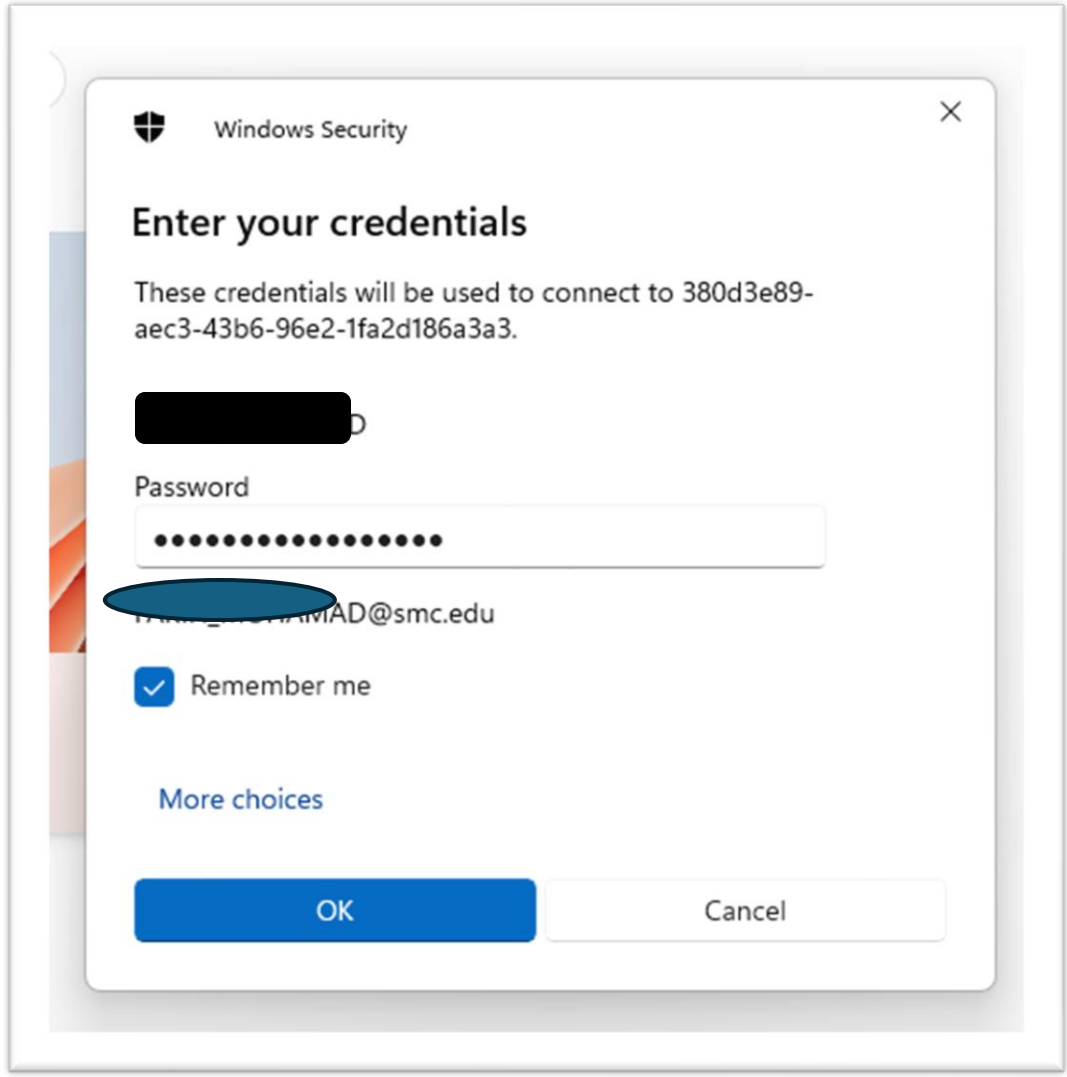 Windows Security
Enter your credentials
These credentials will be used to connect to 380d3e89-
aec3-43b6-96e2-1fa2d186a3a3.
D
Password
MAD@smc.edu
Remember me
More choices
OK
Cancel